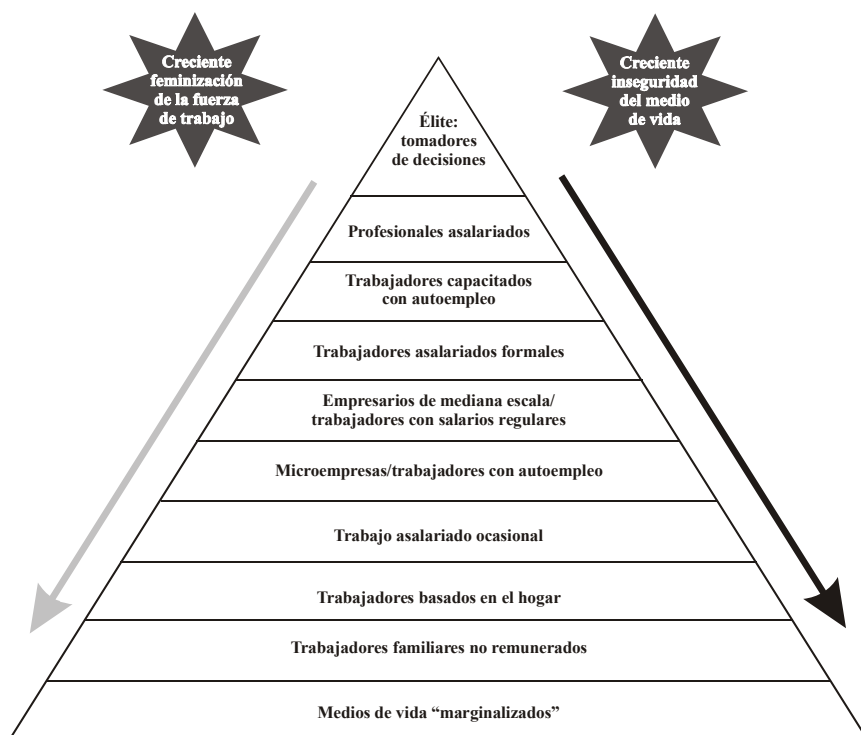 Creciente
feminización
de la fuerza
de trabajo
Creciente
inseguridad
del medio
de vida
Élite:
tomadores
de decisiones
Profesionales asalariados
Trabajadores capacitados
con autoempleo
Trabajadores asalariados formales
Empresarios de mediana escala/
trabajadores con salarios regulares
Microempresas/trabajadores con autoempleo
Trabajo asalariado ocasional
Trabajadores basados en el hogar
Trabajadores familiares no remunerados
Medios de vida “marginalizados”